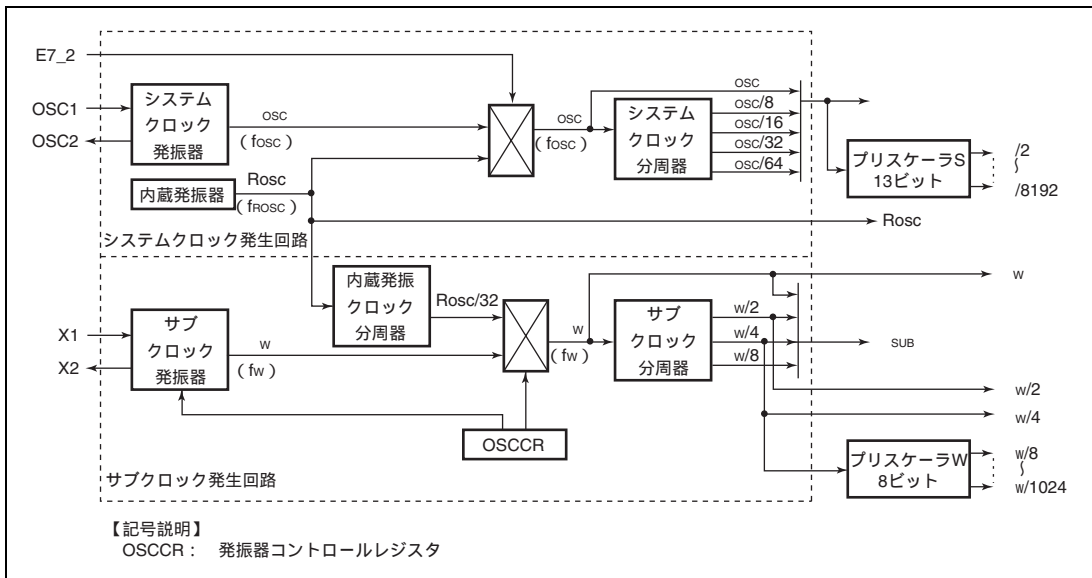 E7_2
OSC1
OSC2
システム
クロック
発振器
OSC
(fOSC)
内蔵発振器
Rosc
(fROSC)
OSC
(fOSC)
システム
クロック
分周器
OSC
OSC/8
OSC/16
OSC/32
OSC/64
プリスケーラS
13ビット
/2
~
/8192
Rosc
システムクロック発生回路
内蔵発振
クロック
分周器
Rosc/32
X1
X2
サブ
クロック
発振器
W
(fW)
W
(fW)
サブ
クロック
分周器
W/2
W/4
W/8
W
SUB
W/2
W/4
OSCCR
プリスケーラW
8ビット
W/8
~
W/1024
サブクロック発生回路
【記号説明】
OSCCR: 発振器コントロールレジスタ